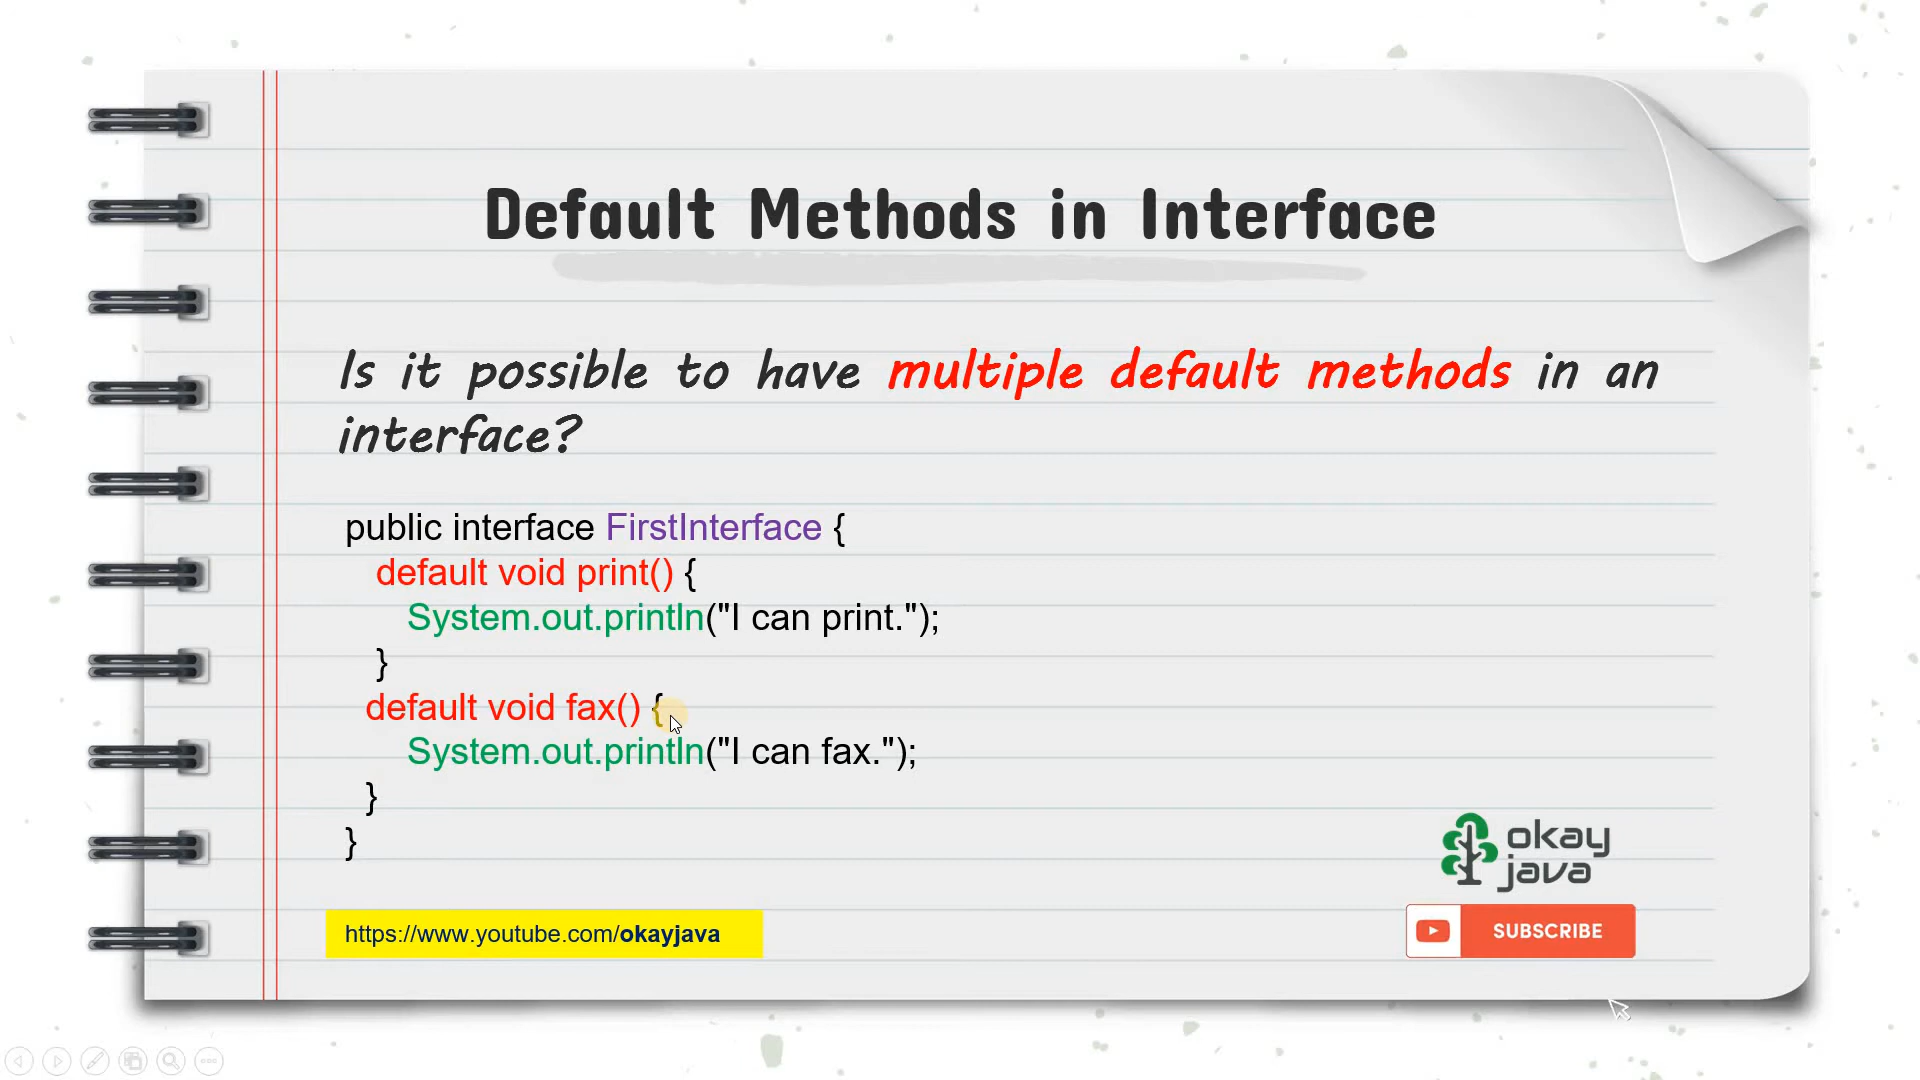 Default Methods in Interface
Is it possible to have multiple default methods in an
interface?
public interface FirstInterface {
default void print() {
System.out.println("I can print.");
}
default void fax() {
System.out.println("I can fax.");
}
}
okay
java
https://www.youtube.com/okayjava
SUBSCRIBE